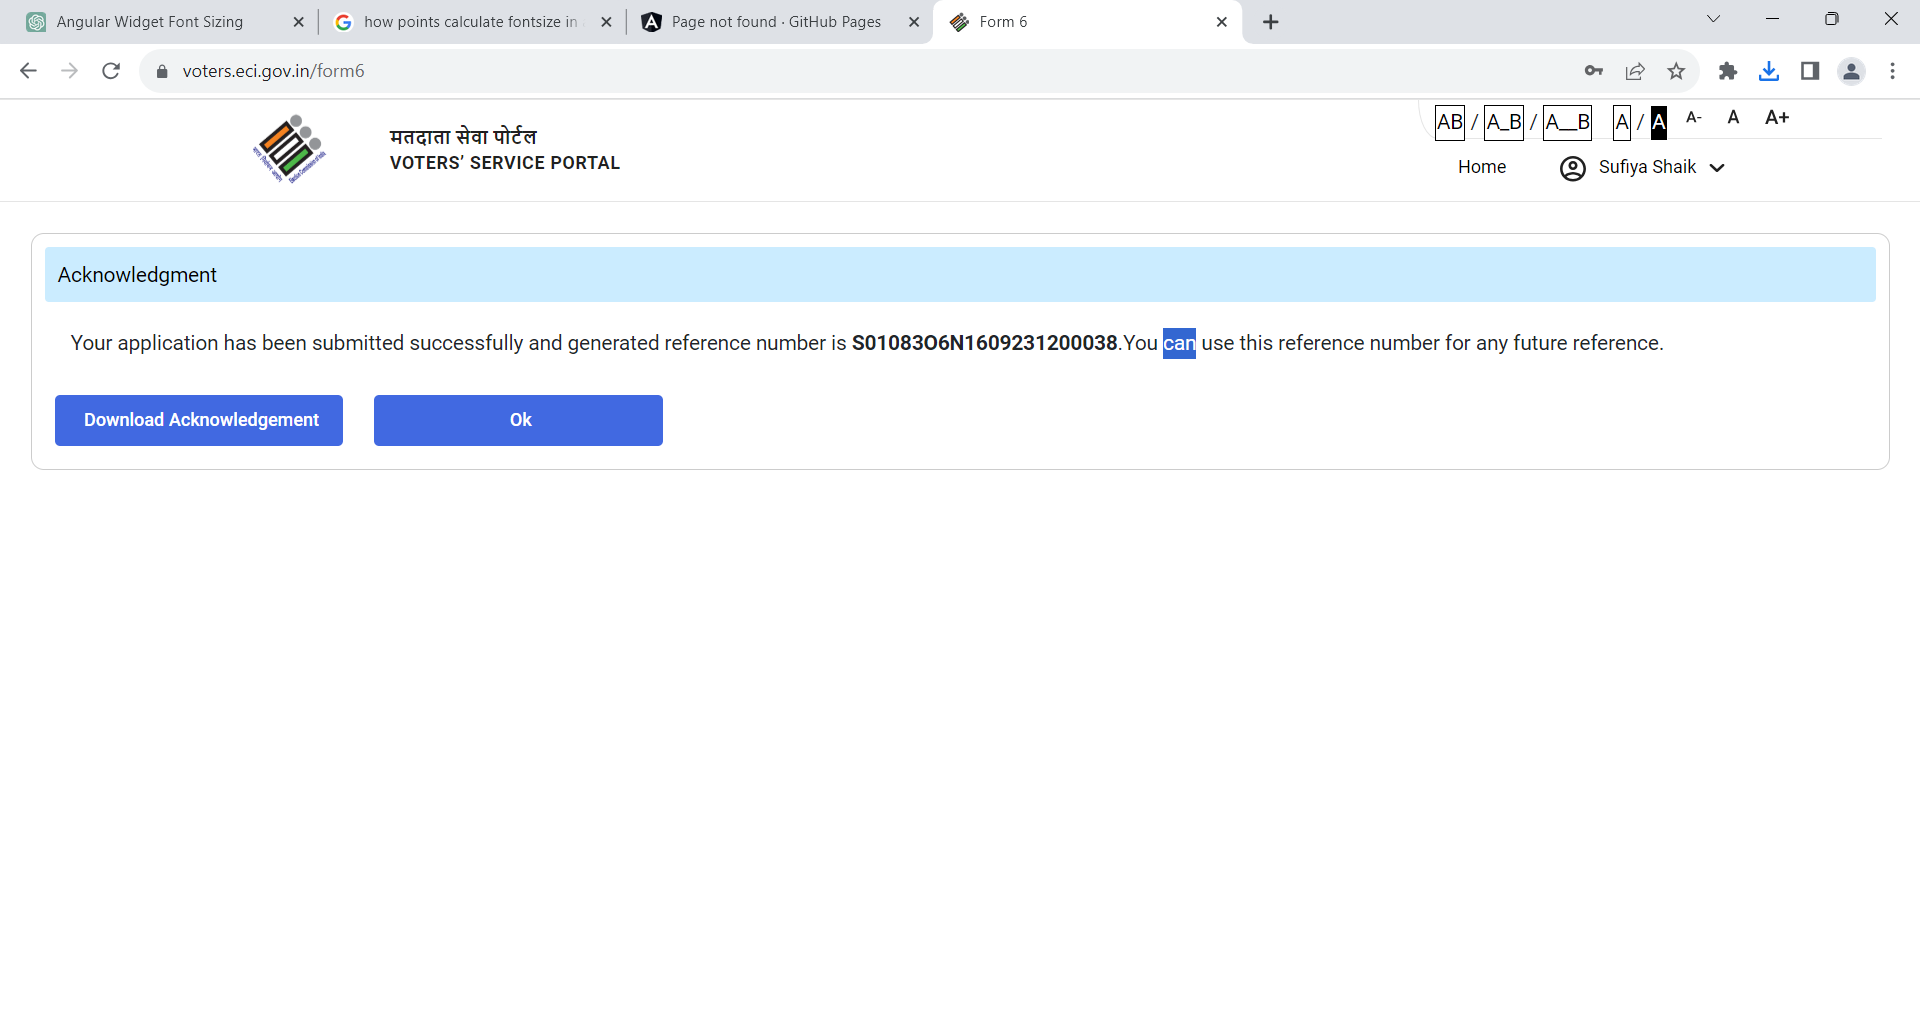 Angular Widget Font Sizing
how points calculate fontsize in
Page not found · GitHub Pages
Form 6
voters.eci.gov.in/form6
मतदाता सेवा पोर्टल
VOTERS’ SERVICE PORTAL
AB / A_B / A__B A / A A- A A+
Home
Sufiya Shaik
Acknowledgment
Your application has been submitted successfully and generated reference number is S01083O6N1609231200038.You can use this reference number for any future reference.
Download Acknowledgement
Ok